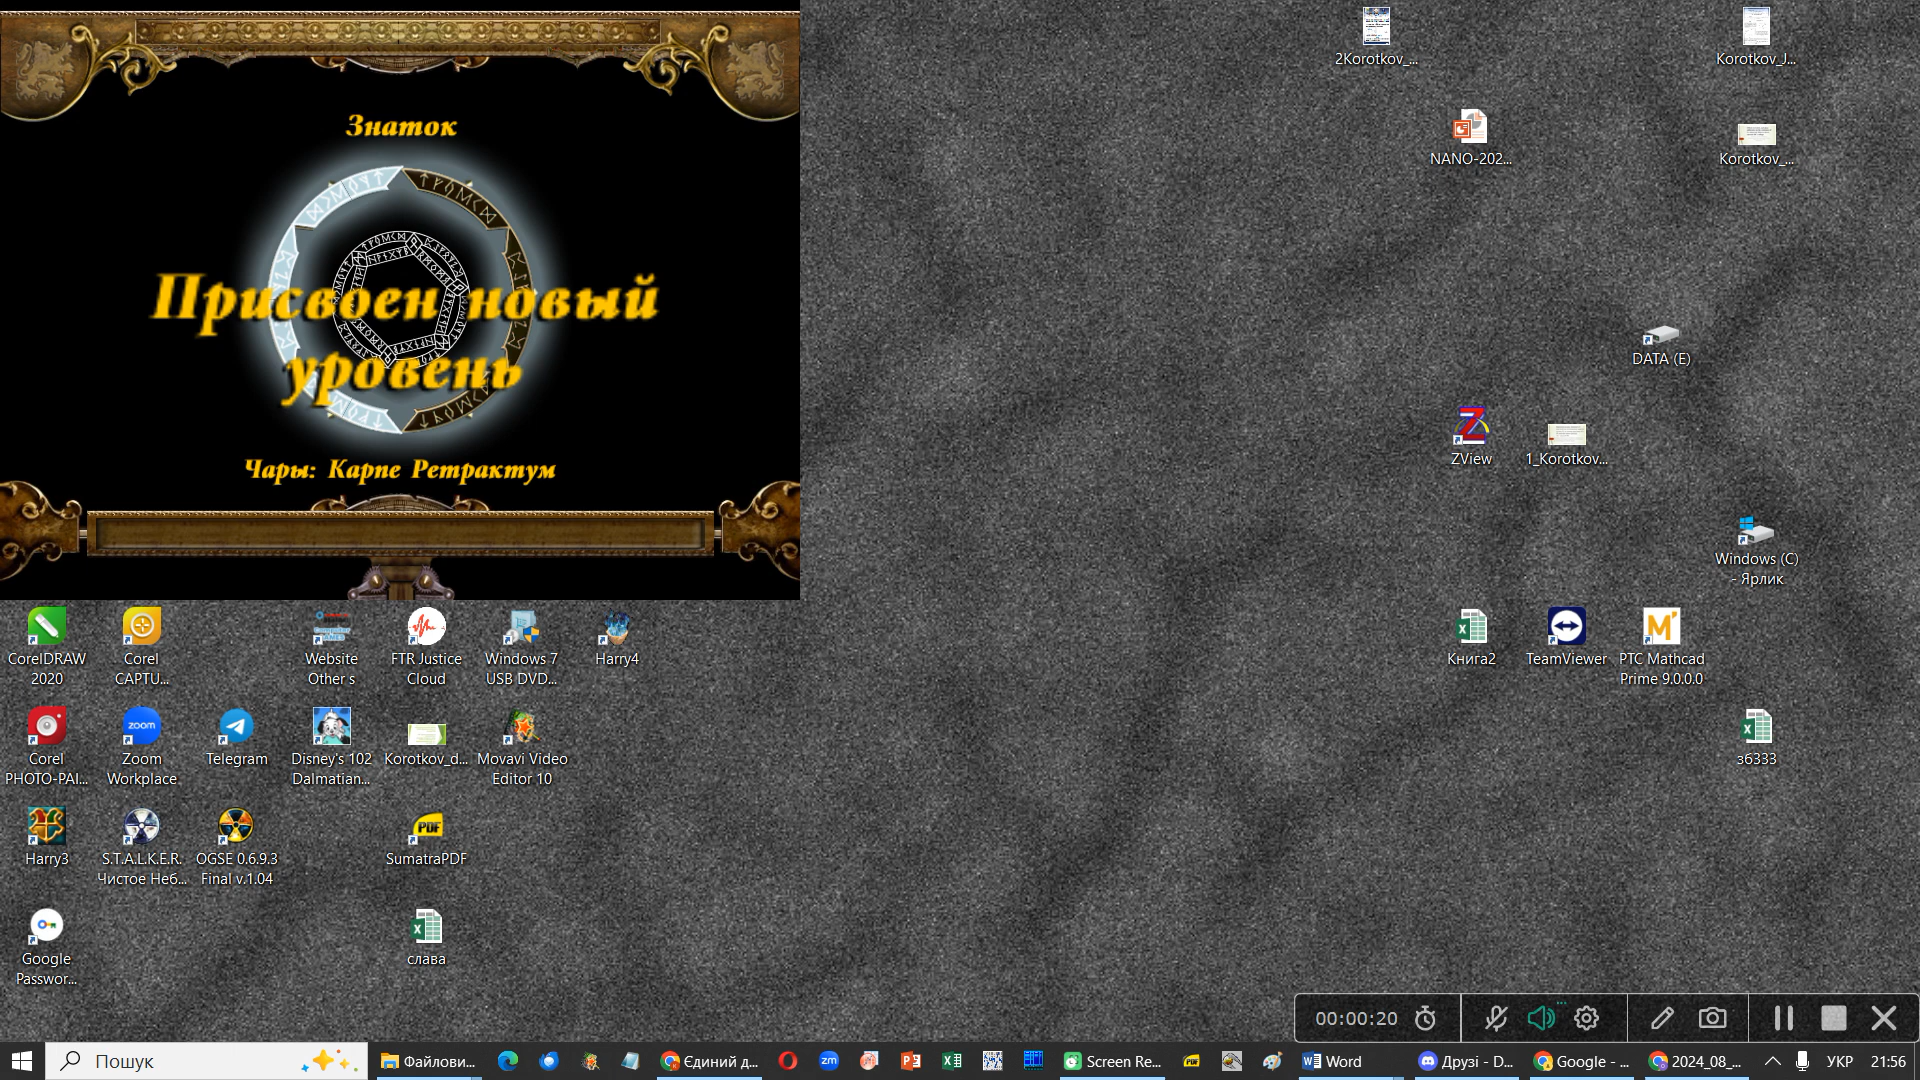 Знаток
Присвоен новый
уровень
Чары: Карпе Ретрактум
2Korotkov_...
Korotkov_J...
NANO-202...
Korotkov_...
DATA (E)
ZView
1_Korotkov...
Windows (C)
- Ярлик
CorelDRAW
2020
Corel
CAPTU...
Website
Other s
FTR Justice
Cloud
Windows 7
USB DVD...
Harry4
Книга2
TeamViewer
PTC Mathcad
Prime 9.0.0.0
Corel
PHOTO-PAI...
zoom
Zoom
Workplace
Telegram
Disney's 102
Dalmatian...
Korotkov_d...
Movavi Video
Editor 10
з6333
Harry3
S.T.A.L.K.E.R.
Чистое Неб...
OGSE 0.6.9.3
Final v.1.04
PDF
SumatraPDF
Google
Passwor...
слава
00:00:20
Пошук
Файлови...
Єдиний д...
zm
Screen Re...
PDF
Word
Друзі - D...
Google - ...
2024_08_...
УКР
21:56